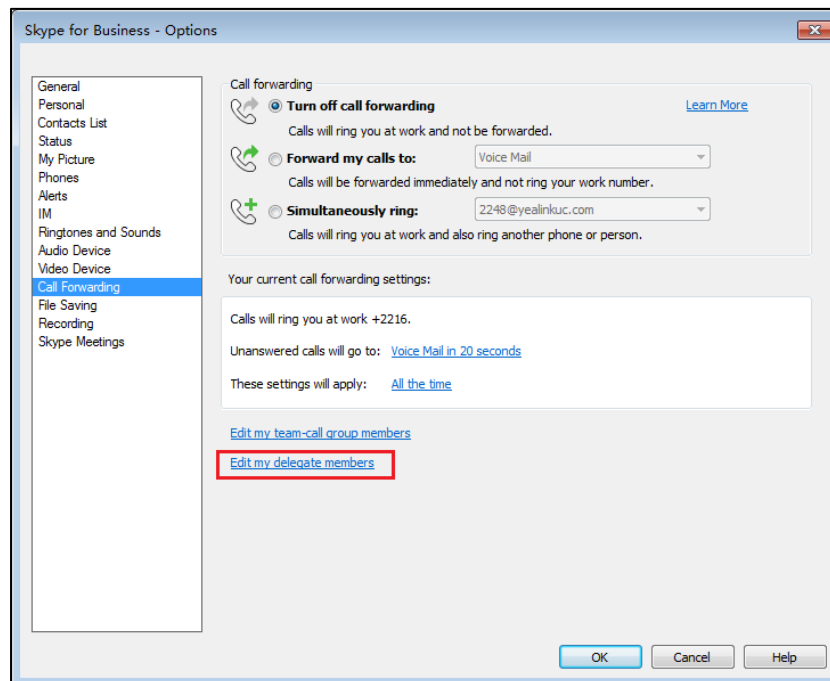 Skype for Business - Options
General
Personal
Contacts List
Status
My Picture
Phones
Alerts
IM
Ringtones and Sounds
Audio Device
Video Device
Call Forwarding
File Saving
Recording
Skype Meetings
Call forwarding
Turn off call forwarding
Learn More
Calls will ring you at work and not be forwarded.
Forward my calls to: Voice Mail
Calls will be forwarded immediately and not ring your work number.
Simultaneously ring: 2248@yealinkuc.com
Calls will ring you at work and also ring another phone or person.
Your current call forwarding settings:
Calls will ring you at work +2216.
Unanswered calls will go to: Voice Mail in 20 seconds
These settings will apply: All the time
Edit my team-call group members
Edit my delegate members
OK Cancel Help